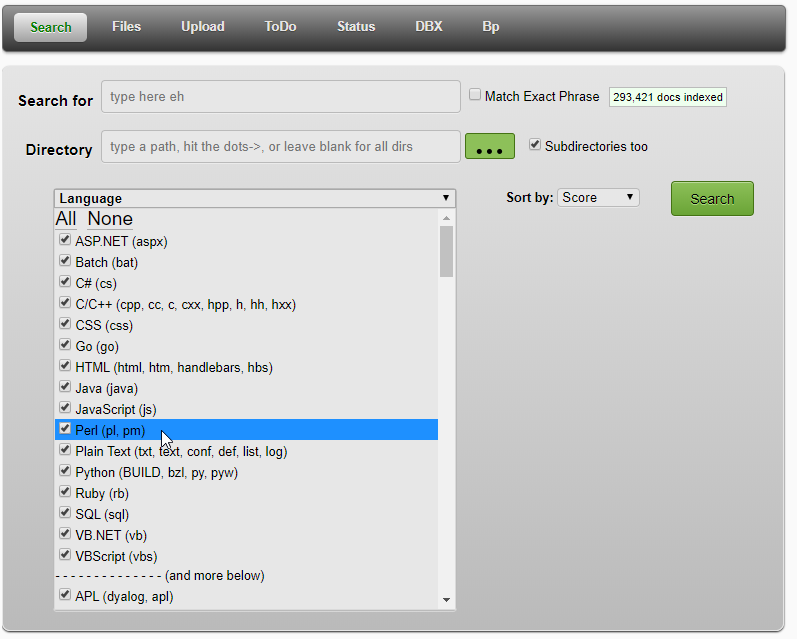 Search Files Upload ToDo Status DBX Bp
Search for type here eh Match Exact Phrase 293,421 docs indexed
Directory type a path, hit the dots->, or leave blank for all dirs ... Subdirectories too
Language Sort by: Score Search
All None
ASP.NET (aspx)
Batch (bat)
C# (cs)
C/C++ (cpp, cc, c, cxx, hpp, h, hh, hxx)
CSS (css)
Go (go)
HTML (html, htm, handlebars, hbs)
Java (java)
JavaScript (js)
Perl (pl, pm)
Plain Text (txt, text, conf, def, list, log)
Python (BUILD, bzl, py, pyw)
Ruby (rb)
SQL (sql)
VB.NET (vb)
VBScript (vbs)
- - - - - - - - - - - - - - (and more below)
APL (dyalog, apl)